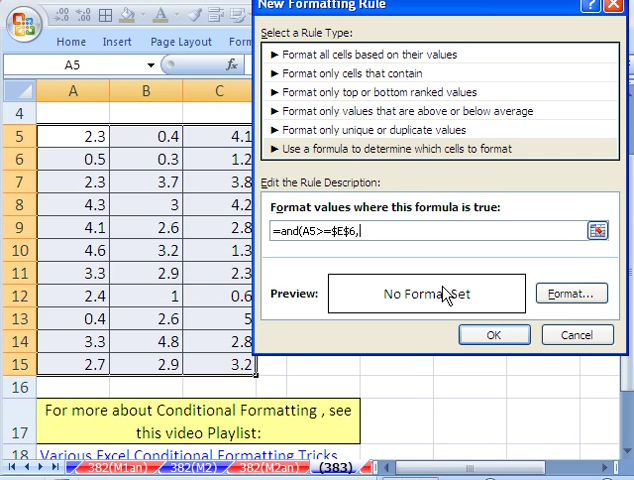 New Formatting Rule
Select a Rule Type:
► Format all cells based on their values
► Format only cells that contain
► Format only top or bottom ranked values
► Format only values that are above or below average
► Format only unique or duplicate values
► Use a formula to determine which cells to format
Edit the Rule Description:
Format values where this formula is true:
=and(A5>=$E$6,
Preview:
No Format Set
Format...
OK
Cancel
Home Insert Page Layout Form
A5
A B C
4
5 2.3 0.4 4.1
6 0.5 0.3 1.2
7 2.3 3.7 3.8
8 4.3 3 4.2
9 4.1 2.6 2.8
10 4.6 3.2 1.3
11 3.3 2.9 2.3
12 2.4 1 0.6
13 0.4 2.6 5
14 3.3 4.8 2.8
15 2.7 2.9 3.2
16
17 For more about Conditional Formatting , see
this video Playlist:
18 Various Excel Conditional Formatting Tricks
382(M1an) 382(M2) 382(M2an) (383)